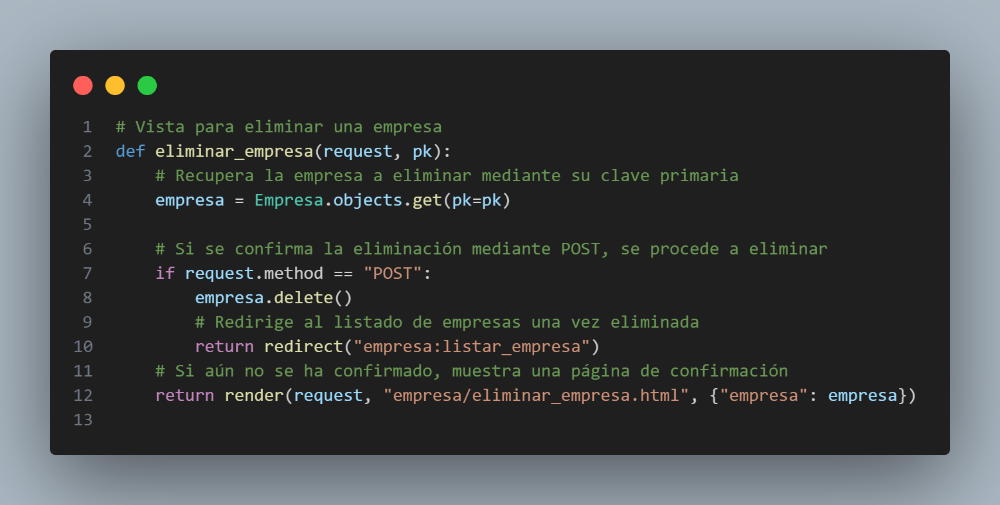 1 # Vista para eliminar una empresa
2 def eliminar_empresa(request, pk):
3     # Recupera la empresa a eliminar mediante su clave primaria
4     empresa = Empresa.objects.get(pk=pk)
5
6     # Si se confirma la eliminación mediante POST, se procede a eliminar
7     if request.method == "POST":
8         empresa.delete()
9         # Redirige al listado de empresas una vez eliminada
10         return redirect("empresa:listar_empresa")
11     # Si aún no se ha confirmado, muestra una página de confirmación
12     return render(request, "empresa/eliminar_empresa.html", {"empresa": empresa})
13